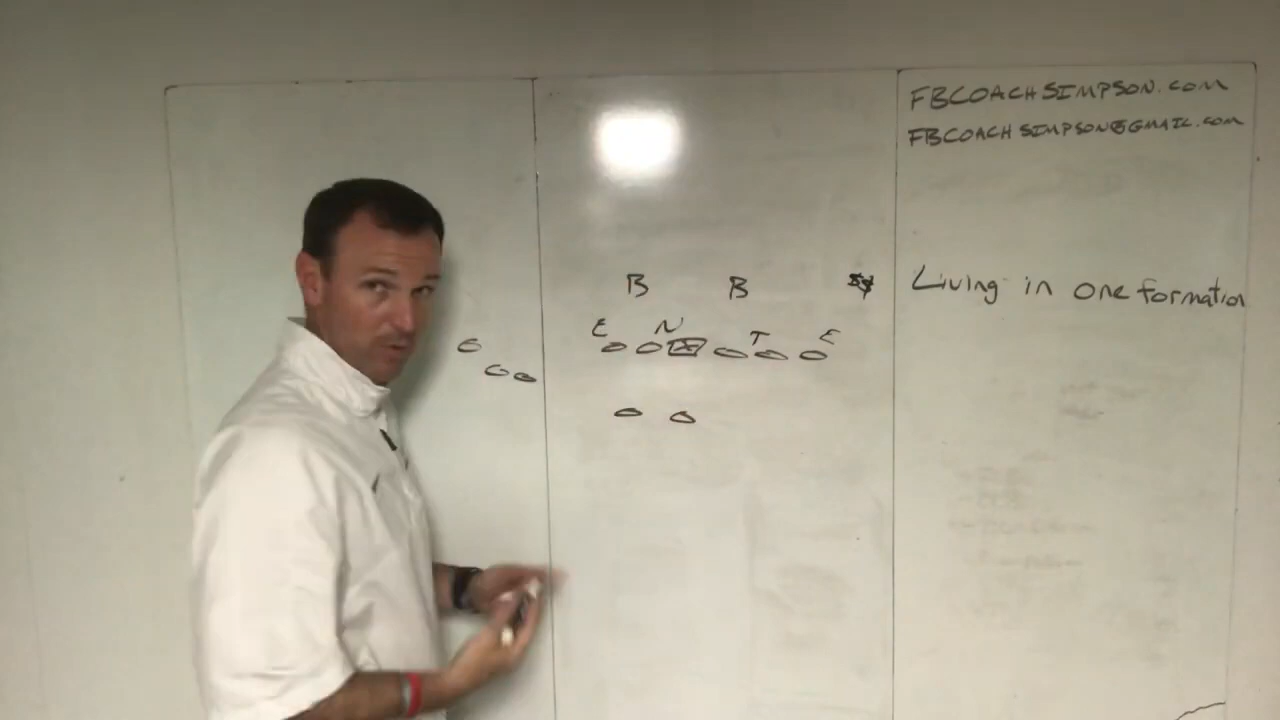 FBCOACHSIMPSON.COM
FBCOACHSIMPSON@GMAIL.COM
B B
Living in one formation
E N T E